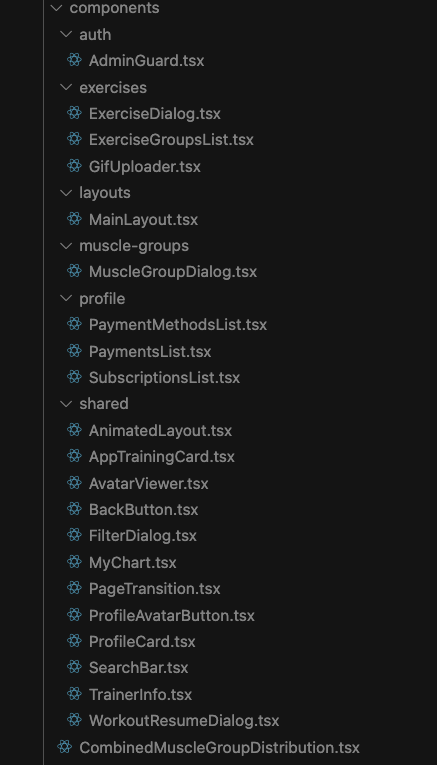 components
auth
AdminGuard.tsx
exercises
ExerciseDialog.tsx
ExerciseGroupsList.tsx
GifUploader.tsx
layouts
MainLayout.tsx
muscle-groups
MuscleGroupDialog.tsx
profile
PaymentMethodsList.tsx
PaymentsList.tsx
SubscriptionsList.tsx
shared
AnimatedLayout.tsx
AppTrainingCard.tsx
AvatarViewer.tsx
BackButton.tsx
FilterDialog.tsx
MyChart.tsx
PageTransition.tsx
ProfileAvatarButton.tsx
ProfileCard.tsx
SearchBar.tsx
TrainerInfo.tsx
WorkoutResumeDialog.tsx
CombinedMuscleGroupDistribution.tsx